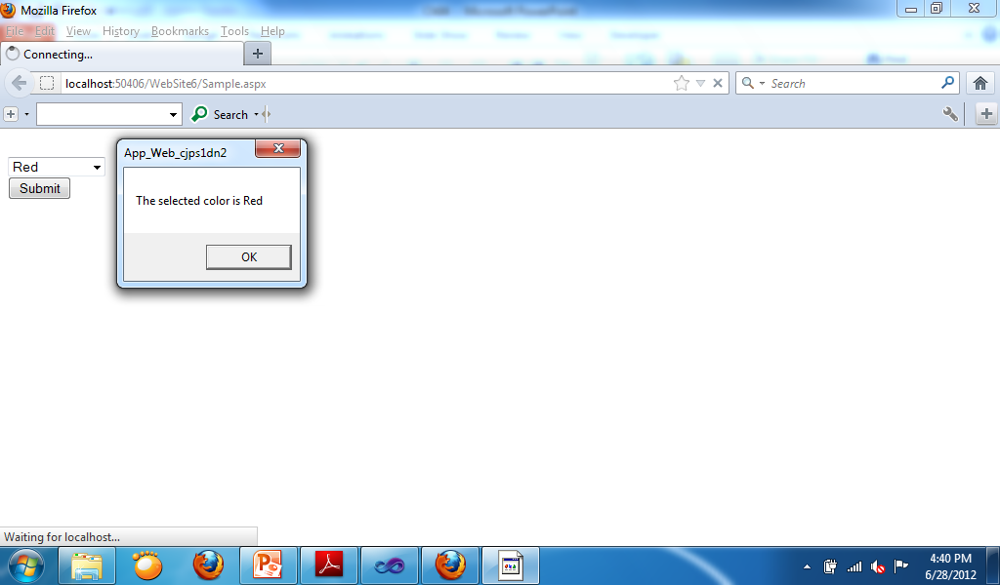 Mozilla Firefox
File Edit View History Bookmarks Tools Help
Connecting...
localhost:50406/WebSite6/Sample.aspx
Search
Search
App_Web_cjps1dn2
Red
Submit
The selected color is Red
OK
Waiting for localhost...
4:40 PM
6/28/2012